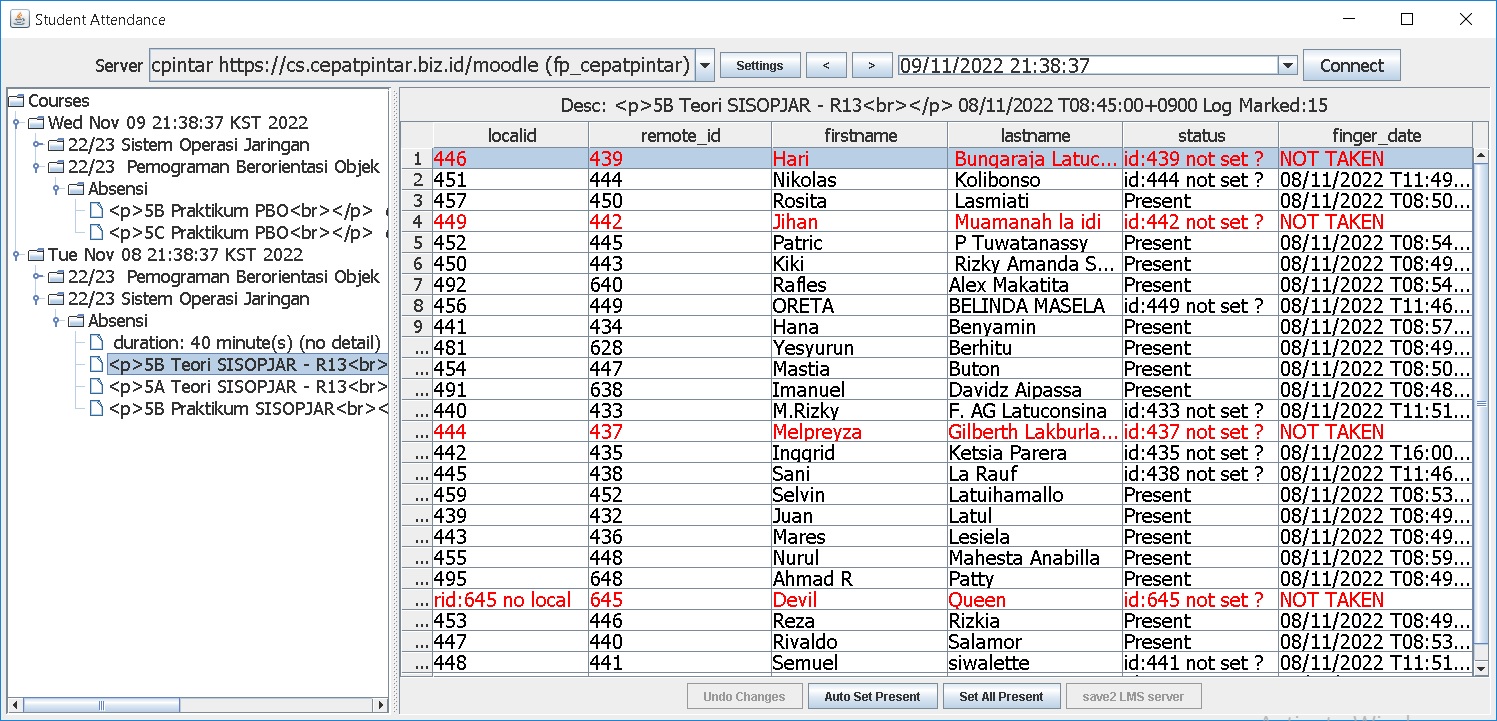 Student Attendance
Server cpintar https://cs.cepatpintar.biz.id/moodle (fp_cepatpintar) Settings < > 09/11/2022 21:38:37 Connect
Courses
Wed Nov 09 21:38:37 KST 2022
22/23 Sistem Operasi Jaringan
22/23 Pemograman Berorientasi Objek
Absensi
<p>5B Praktikum PBO<br></p>
<p>5C Praktikum PBO<br></p>
Tue Nov 08 21:38:37 KST 2022
22/23 Pemograman Berorientasi Objek
22/23 Sistem Operasi Jaringan
Absensi
duration: 40 minute(s) (no detail)
<p>5B Teori SISOPJAR - R13<br>
<p>5A Teori SISOPJAR - R13<br>
<p>5B Praktikum SISOPJAR<br><
Desc: <p>5B Teori SISOPJAR - R13<br></p> 08/11/2022 T08:45:00+0900 Log Marked:15
localid remote_id firstname lastname status finger_date
1 446 439 Hari Bungaraja Latuc... id:439 not set ? NOT TAKEN
2 451 444 Nikolas Kolibonso id:444 not set ? 08/11/2022 T11:49...
3 457 450 Rosita Lasmiati Present 08/11/2022 T08:50...
4 449 442 Jihan Muamanah la idi id:442 not set ? NOT TAKEN
5 452 445 Patric P Tuwatanassy Present 08/11/2022 T08:54...
6 450 443 Kiki Rizky Amanda S... Present 08/11/2022 T08:49...
7 492 640 Rafles Alex Makatita Present 08/11/2022 T08:54...
8 456 449 ORETA BELINDA MASELA id:449 not set ? 08/11/2022 T11:46...
9 441 434 Hana Benyamin Present 08/11/2022 T08:57...
... 481 628 Yesyurun Berhitu Present 08/11/2022 T08:49...
... 454 447 Mastia Buton Present 08/11/2022 T08:50...
... 491 638 Imanuel Davidz Aipassa Present 08/11/2022 T08:48...
... 440 433 M.Rizky F. AG Latuconsina id:433 not set ? 08/11/2022 T11:51...
... 444 437 Melpreyza Gilberth Lakburla... id:437 not set ? NOT TAKEN
... 442 435 Inggrid Ketsia Parera id:435 not set ? 08/11/2022 T16:00...
... 445 438 Sani La Rauf id:438 not set ? 08/11/2022 T11:46...
... 459 452 Selvin Latuihamallo Present 08/11/2022 T08:53...
... 439 432 Juan Latul Present 08/11/2022 T08:49...
... 443 436 Mares Lesiela Present 08/11/2022 T08:49...
... 455 448 Nurul Mahesta Anabilla Present 08/11/2022 T08:59...
... 495 648 Ahmad R Patty Present 08/11/2022 T08:49...
... rid:645 no local 645 Devil Queen id:645 not set ? NOT TAKEN
... 453 446 Reza Rizkia Present 08/11/2022 T08:49...
... 447 440 Rivaldo Salamor Present 08/11/2022 T08:53...
... 448 441 Semuel siwalette id:441 not set ? 08/11/2022 T11:51...
Undo Changes Auto Set Present Set All Present save2 LMS server